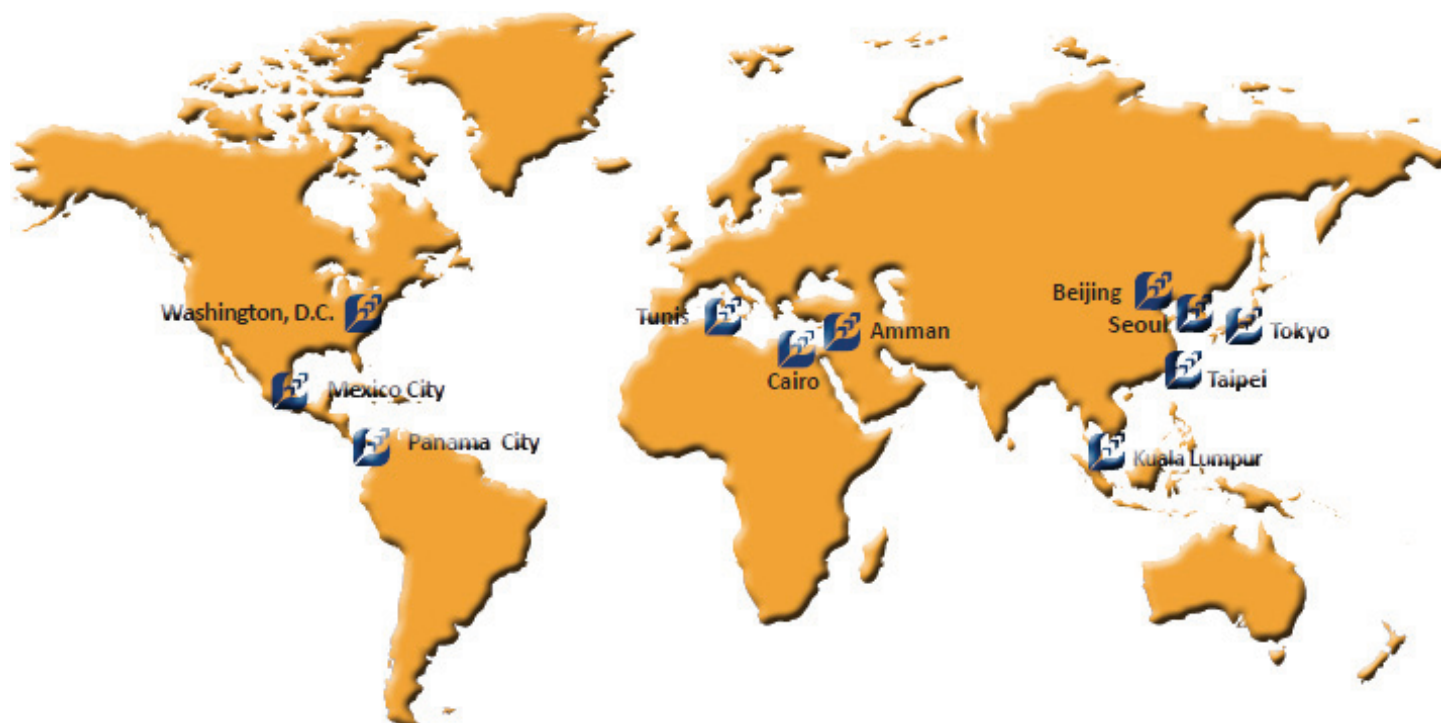 Beijing
Washington, D.C.
Tunis
Seoul
Amman
Tokyo
Cairo
Taipei
Mexico City
Panama City
Kuala Lumpur